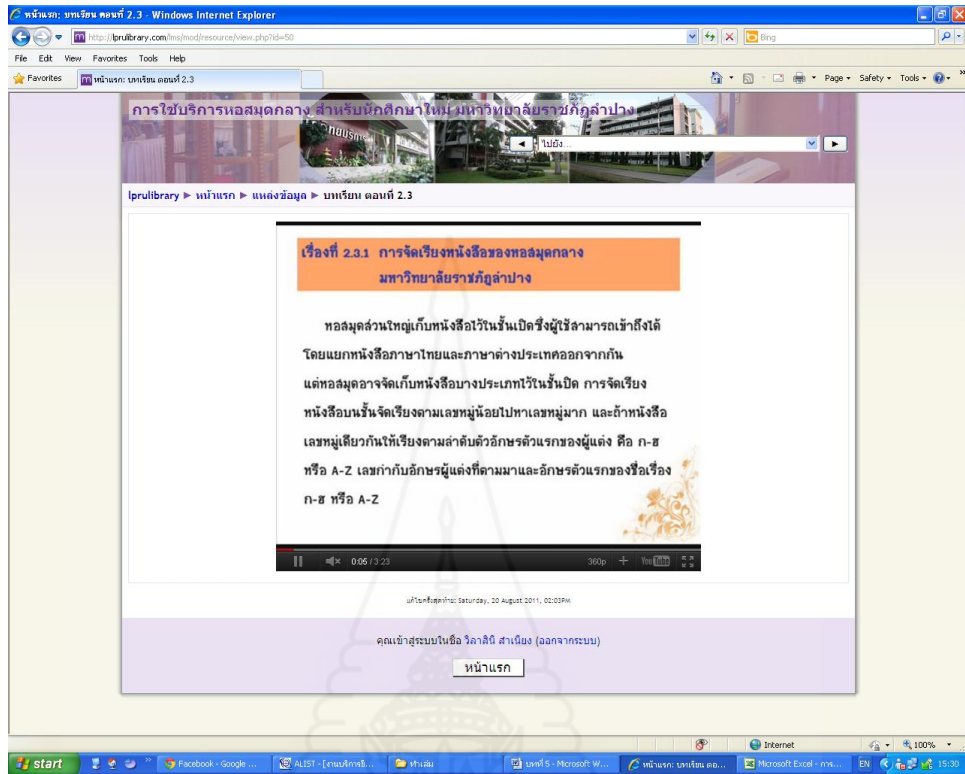 หน้าแรก: บทเรียน ตอนที่ 2.3 - Windows Internet Explorer
http://lprulibrary.com/lms/mod/resource/view.php?id=50
Bing
File Edit View Favorites Tools Help
Favorites
หน้าแรก: บทเรียน ตอนที่ 2.3
Page Safety Tools
การใช้บริการหอสมุดกลาง สำหรับนักศึกษาใหม่ มหาวิทยาลัยราชภัฏลำปาง
ไปยัง...
lprulibrary ► หน้าแรก ► แหล่งข้อมูล ► บทเรียน ตอนที่ 2.3
เรื่องที่ 2.3.1 การจัดเรียงหนังสือของหอสมุดกลาง
มหาวิทยาลัยราชภัฏลำปาง
หอสมุดส่วนใหญ่เก็บหนังสือไว้ในชั้นเปิดซึ่งผู้ใช้สามารถเข้าถึงได้
โดยแยกหนังสือภาษาไทยและภาษาต่างประเทศออกจากกัน
แต่หอสมุดอาจจัดเก็บหนังสือบางประเภทไว้ในชั้นปิด การจัดเรียง
หนังสือบนชั้นจัดเรียงตามเลขหมู่น้อยไปหาเลขหมู่มาก และถ้าหนังสือ
เลขหมู่เดียวกันให้เรียงตามลำดับตัวอักษรตัวแรกของผู้แต่ง คือ ก-ฮ
หรือ A-Z เลขกำกับอักษรผู้แต่งที่ตามมาและอักษรตัวแรกของชื่อเรื่อง
ก-ฮ หรือ A-Z
0:05 / 3:23
360p
YouTube
แก้ไขครั้งสุดท้าย: Saturday, 20 August 2011, 02:03PM
คุณเข้าสู่ระบบในชื่อ วิลาสินี สำเนียง (ออกจากระบบ)
หน้าแรก
Internet
100%
start
Facebook - Google ...
ALIST - [งานบริการยื...
ทำเล่ม
บทที่ 5 - Microsoft W...
หน้าแรก: บทเรียน ตอ...
Microsoft Excel - การ...
EN
15:30